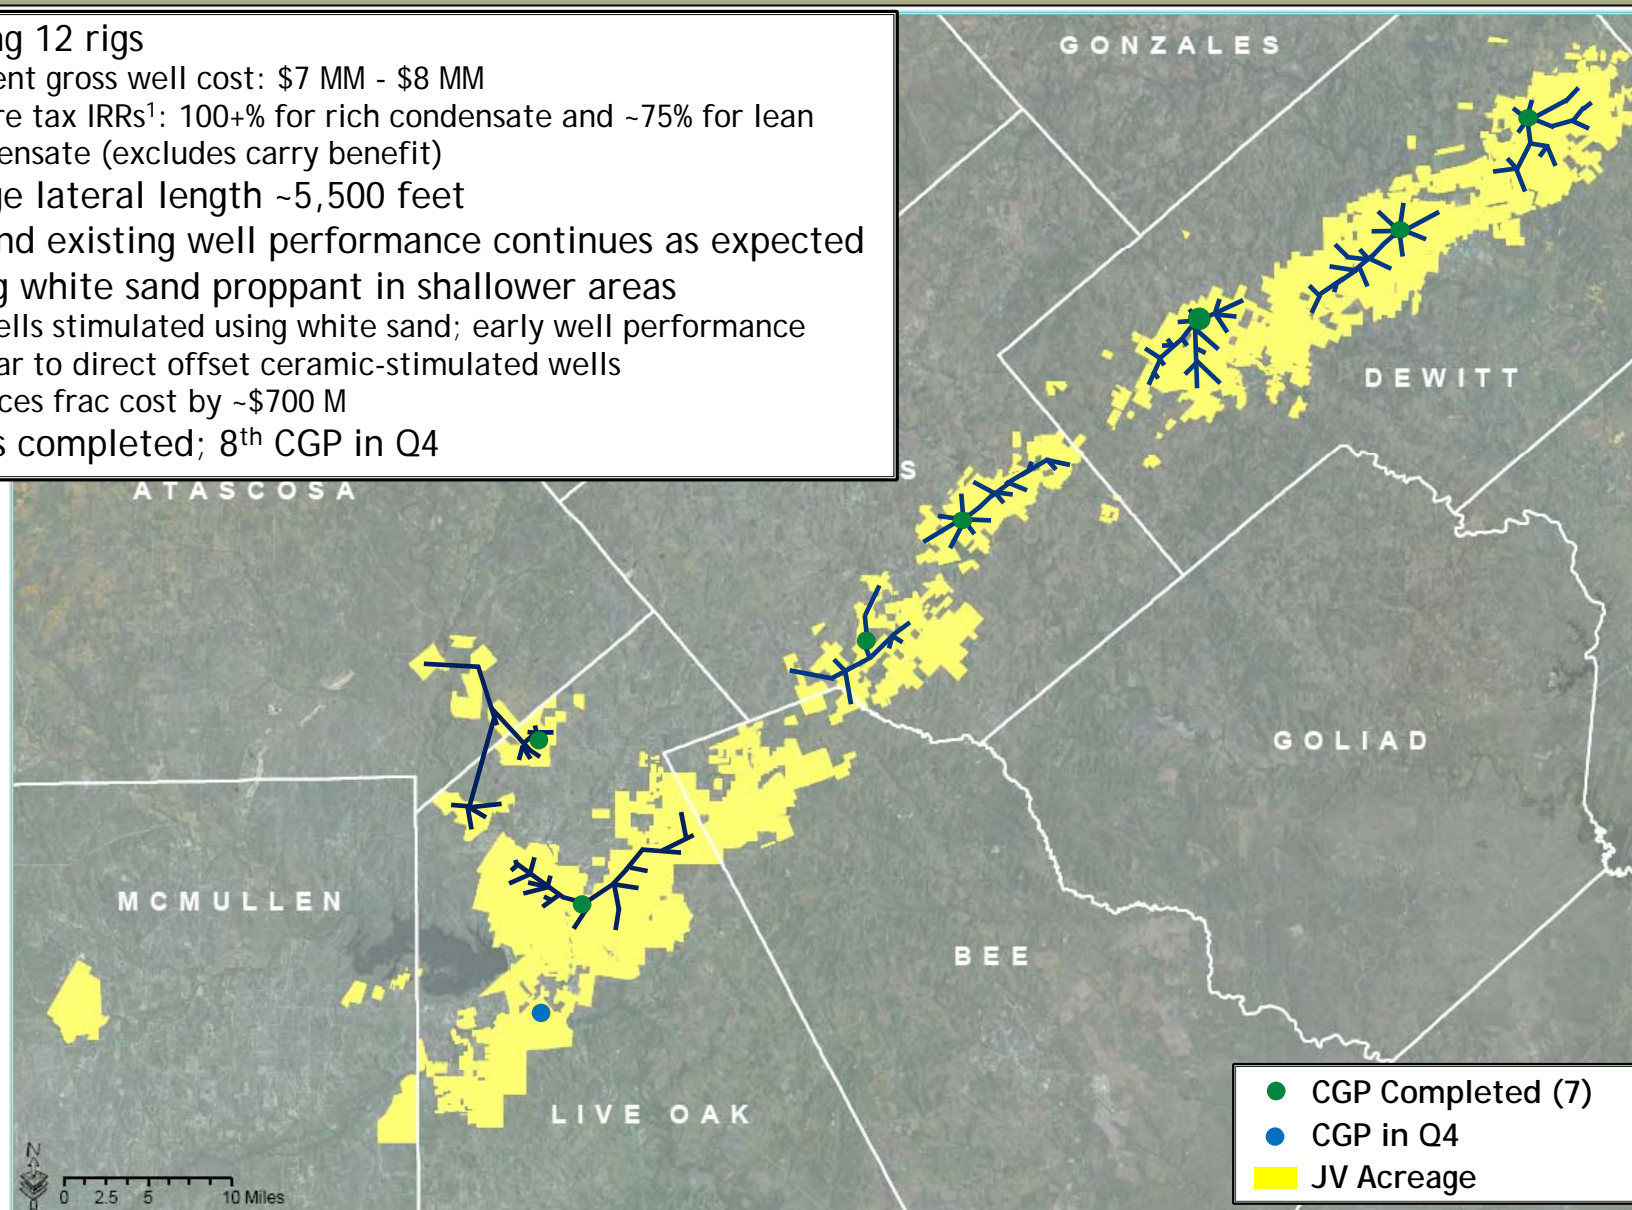 ng 12 rigs
ent gross well cost: $7 MM - $8 MM
re tax IRRs¹: 100+% for rich condensate and ~75% for lean
ensate (excludes carry benefit)
ge lateral length ~5,500 feet
nd existing well performance continues as expected
g white sand proppant in shallower areas
ells stimulated using white sand; early well performance
ar to direct offset ceramic-stimulated wells
ces frac cost by ~$700 M
s completed; 8th CGP in Q4
GONZALES
DEWITT
S
ATASCOSA
GOLIAD
MCMULLEN
BEE
LIVE OAK
CGP Completed (7)
CGP in Q4
JV Acreage
N
0 2.5 5 10 Miles